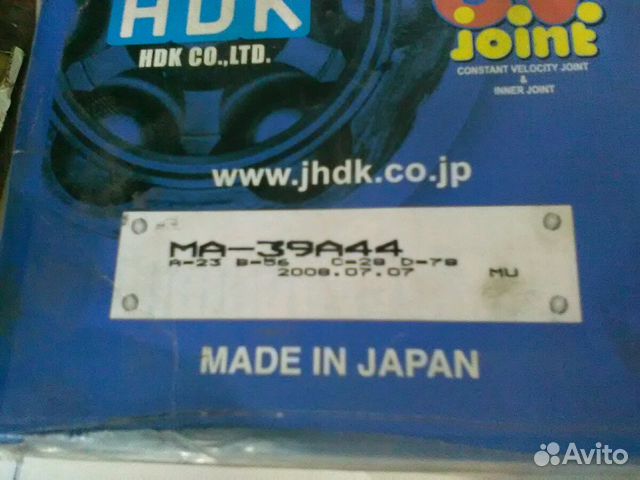 HDK
HDK CO.,LTD.
joint
CONSTANT VELOCITY JOINT
&
INNER JOINT
www.jhdk.co.jp
MA-39A44
A-23 B-56 C-28 D-78
2008.07.07 MU
MADE IN JAPAN
Avito